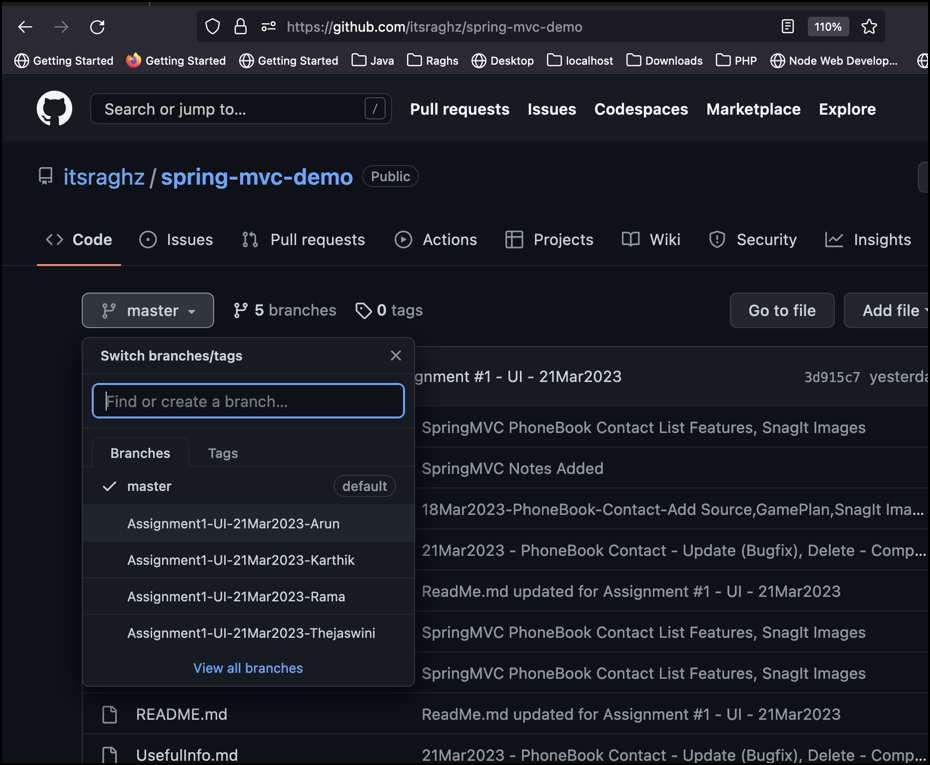 https://github.com/itsraghz/spring-mvc-demo 110%
Getting Started Getting Started Getting Started Java Raghs Desktop localhost Downloads PHP Node Web Develop...
Search or jump to... / Pull requests Issues Codespaces Marketplace Explore
itsraghz / spring-mvc-demo Public
Code Issues Pull requests Actions Projects Wiki Security Insights
master 5 branches 0 tags Go to file Add file
Switch branches/tags
gnment #1 - UI - 21Mar2023 3d915c7 yesterda
Find or create a branch...
SpringMVC PhoneBook Contact List Features, SnagIt Images
Branches Tags
SpringMVC Notes Added
master default
18Mar2023-PhoneBook-Contact-Add Source,GamePlan,SnagIt Ima...
Assignment1-UI-21Mar2023-Arun
21Mar2023 - PhoneBook Contact - Update (Bugfix), Delete - Comp...
Assignment1-UI-21Mar2023-Karthik
ReadMe.md updated for Assignment #1 - UI - 21Mar2023
Assignment1-UI-21Mar2023-Rama
SpringMVC PhoneBook Contact List Features, SnagIt Images
Assignment1-UI-21Mar2023-Thejaswini
View all branches
SpringMVC PhoneBook Contact List Features, SnagIt Images
README.md ReadMe.md updated for Assignment #1 - UI - 21Mar2023
UsefulInfo.md 21Mar2023 - PhoneBook Contact - Update (Bugfix), Delete - Comp...